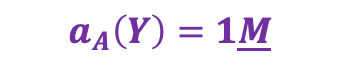 a_A(Y) = 1M